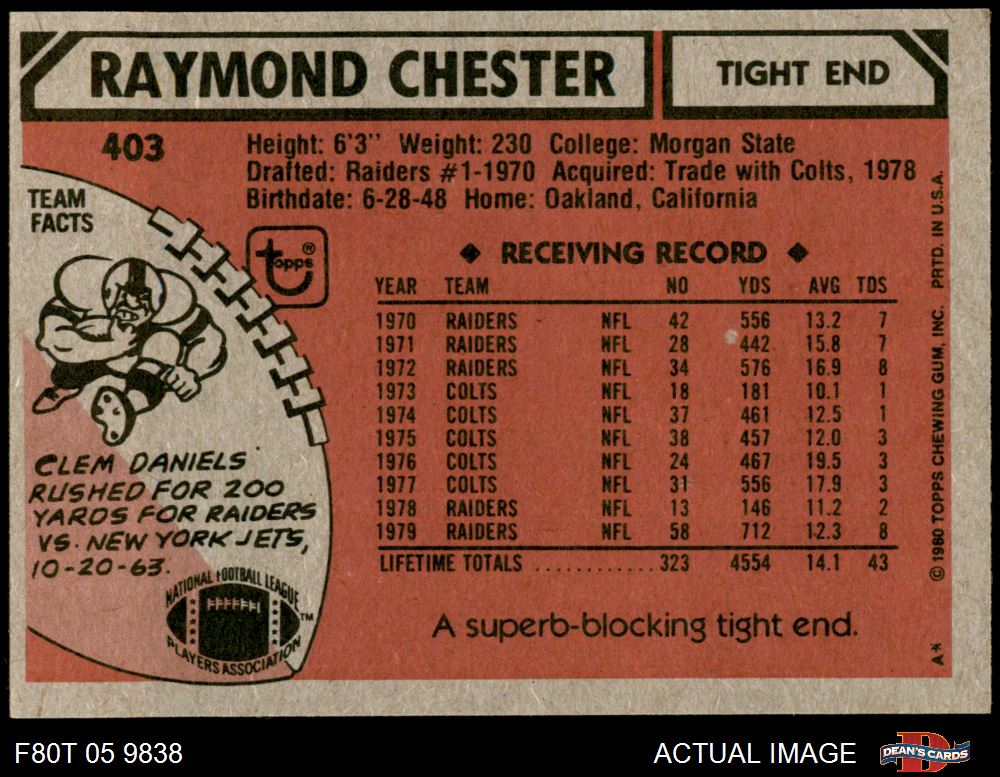 RAYMOND CHESTER
TIGHT END
403
Height: 6'3" Weight: 230 College: Morgan State
Drafted: Raiders #1-1970 Acquired: Trade with Colts, 1978
Birthdate: 6-28-48 Home: Oakland, California
TEAM
FACTS
Topps ®
CLEM DANIELS
RUSHED FOR 200
YARDS FOR RAIDERS
VS. NEW YORK JETS,
10-20-63.
NATIONAL FOOTBALL LEAGUE
PLAYERS ASSOCIATION
TM
◆ RECEIVING RECORD ◆
YEAR TEAM NO YDS AVG TDS
1970 RAIDERS NFL 42 556 13.2 7
1971 RAIDERS NFL 28 442 15.8 7
1972 RAIDERS NFL 34 576 16.9 8
1973 COLTS NFL 18 181 10.1 1
1974 COLTS NFL 37 461 12.5 1
1975 COLTS NFL 38 457 12.0 3
1976 COLTS NFL 24 467 19.5 3
1977 COLTS NFL 31 556 17.9 3
1978 RAIDERS NFL 13 146 11.2 2
1979 RAIDERS NFL 58 712 12.3 8
LIFETIME TOTALS ............ 323 4554 14.1 43
A superb-blocking tight end.
A* © 1980 TOPPS CHEWING GUM, INC. PRTD. IN U.S.A.
F80T 05 9838
ACTUAL IMAGE
D
DEAN'S CARDS